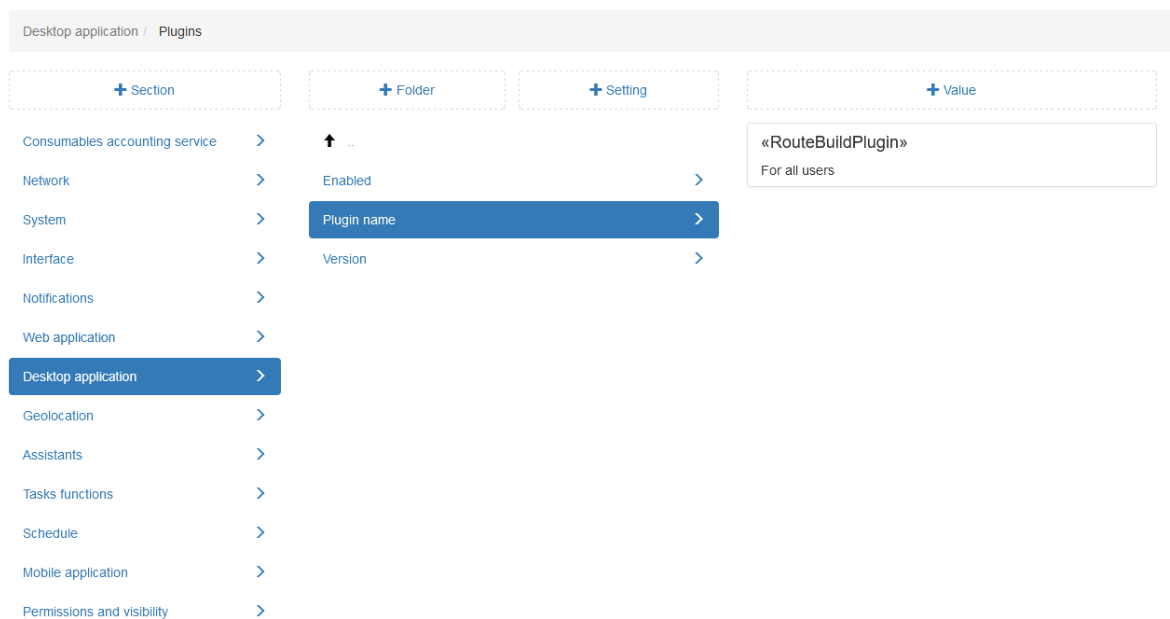 Desktop application / Plugins
Section
Folder
Setting
Value
Consumables accounting service
Network
System
Interface
Notifications
Web application
Desktop application
Geolocation
Assistants
Tasks functions
Schedule
Mobile application
Permissions and visibility
..
Enabled
Plugin name
Version
«RouteBuildPlugin»
For all users